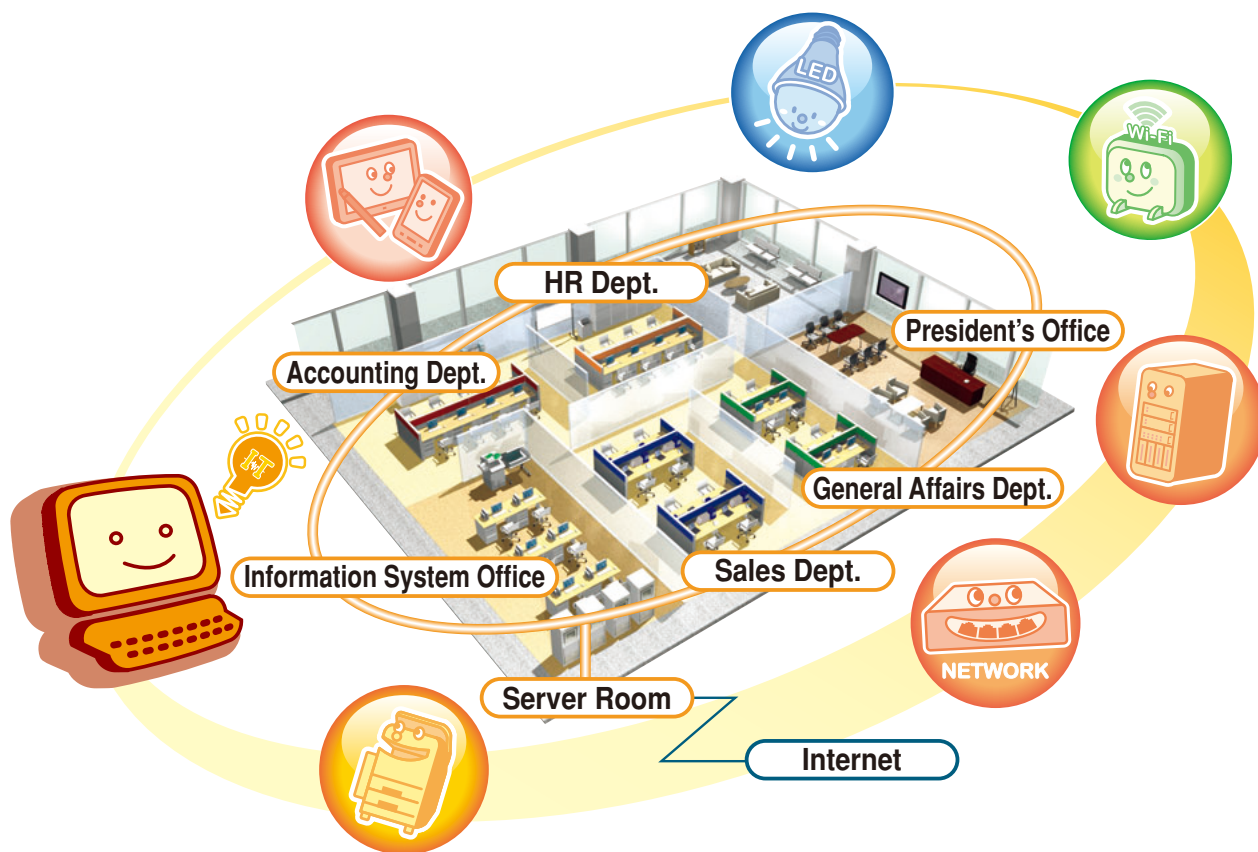 LED
Wi-Fi
HR Dept.
President's Office
Accounting Dept.
General Affairs Dept.
Information System Office
Sales Dept.
NETWORK
Server Room
Internet